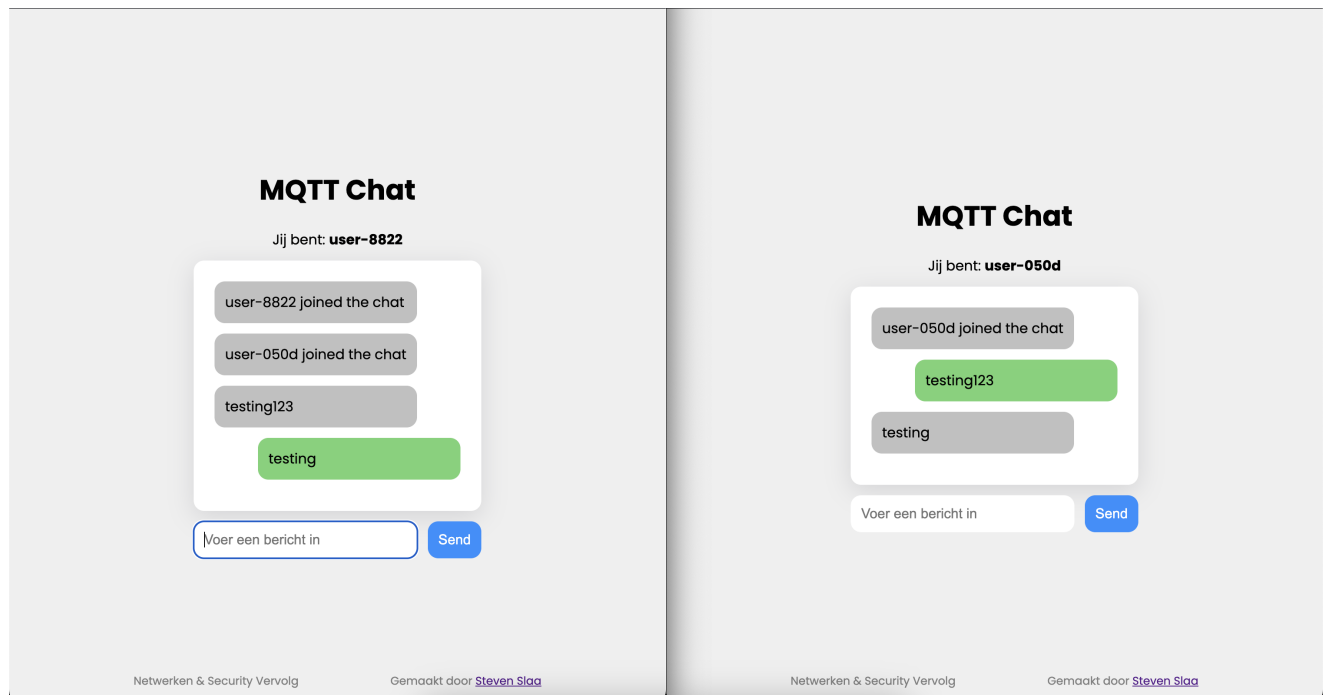 MQTT Chat
Jij bent: user-8822
user-8822 joined the chat
user-050d joined the chat
testing123
testing
Voer een bericht in
Send
Netwerken & Security Vervolg
Gemaakt door Steven Slaa
MQTT Chat
Jij bent: user-050d
user-050d joined the chat
testing123
testing
Voer een bericht in
Send
Netwerken & Security Vervolg
Gemaakt door Steven Slaa